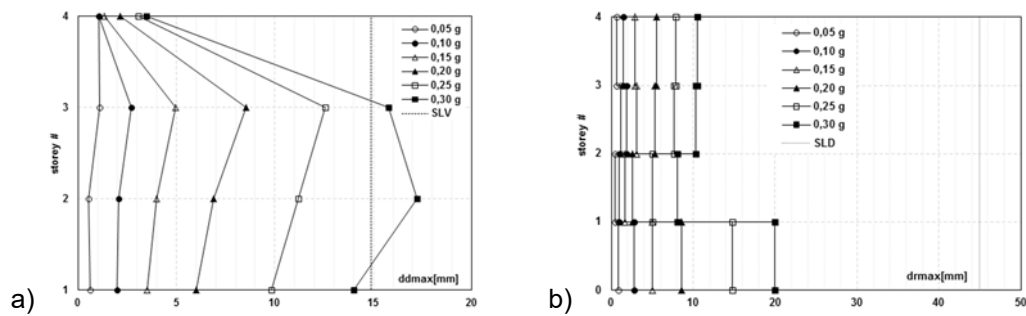 a)
storey #
4
3
2
1
0 5 10 15 20
ddmax[mm]
0,05 g
0,10 g
0,15 g
0,20 g
0,25 g
0,30 g
SLV
b)
storey #
4
3
2
1
0
0 10 20 30 40 50
drmax[mm]
0,05 g
0,10 g
0,15 g
0,20 g
0,25 g
0,30 g
SLD